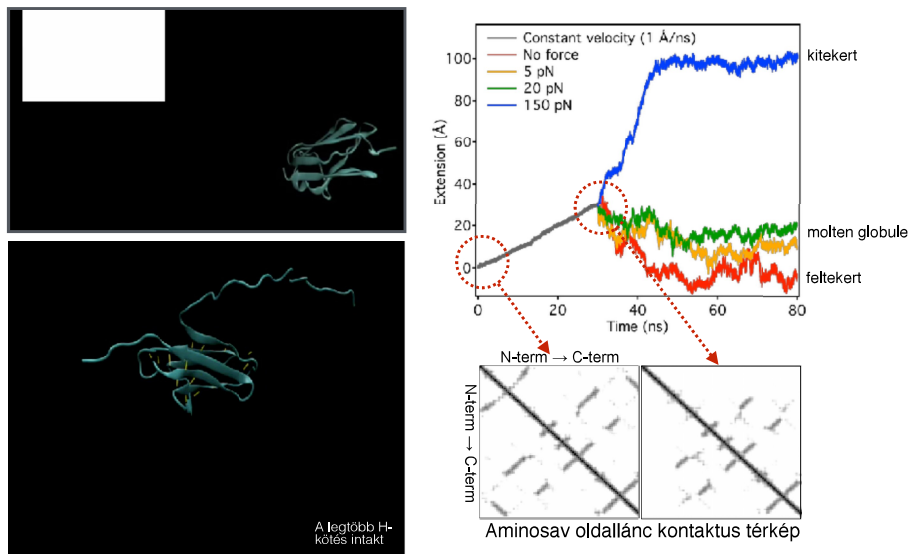 A legtöbb H-
kötés intakt
Constant velocity (1 Å/ns)
No force
5 pN
20 pN
150 pN
Extension (Å)
100
80
60
40
20
0
0
20
40
60
80
Time (ns)
kitekert
molten globule
feltekert
N-term → C-term
N-term → C-term
Aminosav oldallánc kontaktus térkép